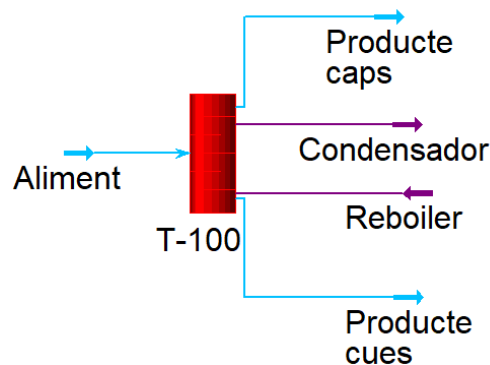 Producte
caps
Condensador
Aliment
Reboiler
T-100
Producte
cues